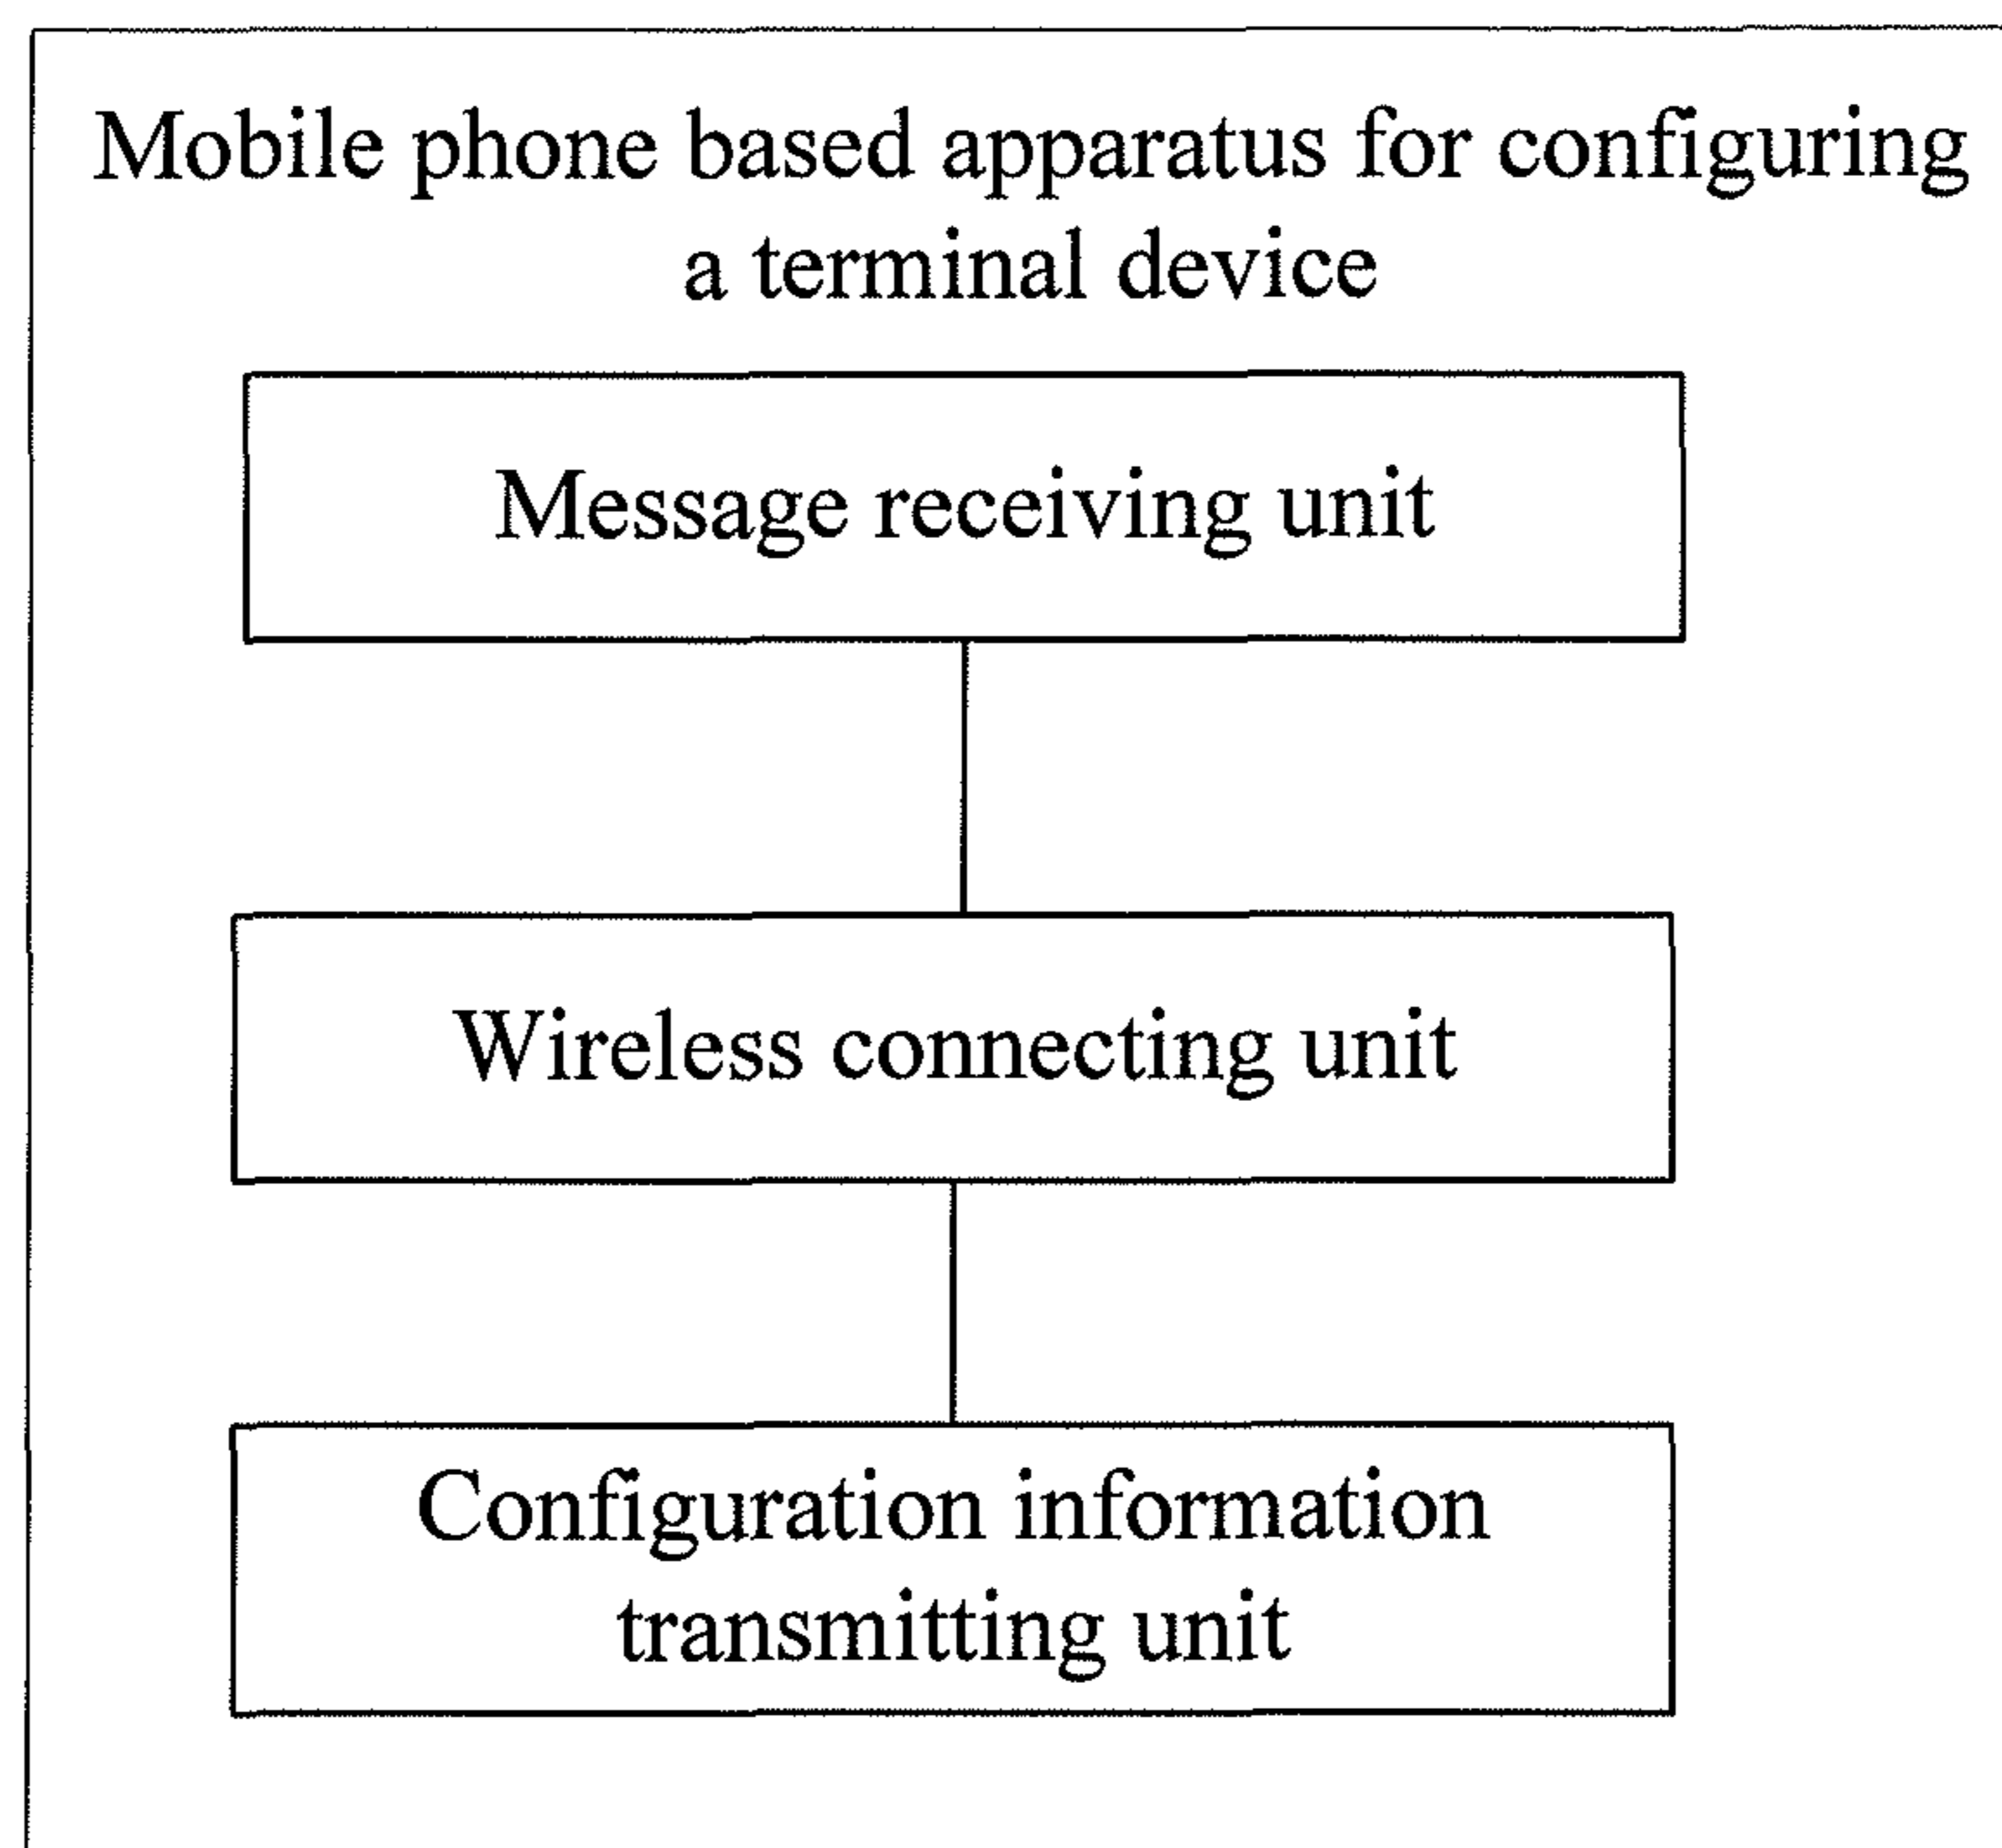 Mobile phone based apparatus for configuring
a terminal device
Message receiving unit
Wireless connecting unit
Configuration information
transmitting unit